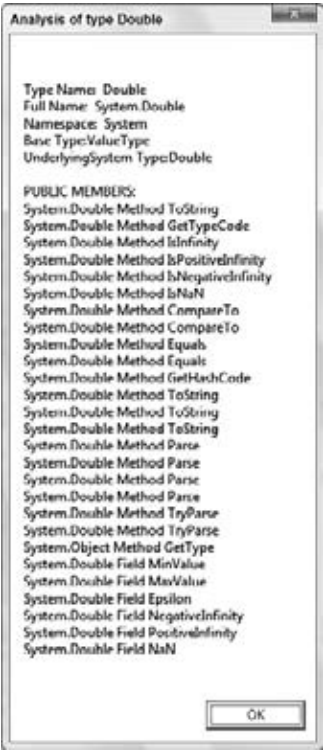 Analysis of type Double
Type Name: Double
Full Name: System.Double
Namespace: System
Base Type:ValueType
UnderlyingSystem Type:Double
PUBLIC MEMBERS:
System.Double Method ToString
System.Double Method GetTypeCode
System.Double Method IsInfinity
System.Double Method IsPositiveInfinity
System.Double Method IsNegativeInfinity
System.Double Method IsNaN
System.Double Method CompareTo
System.Double Method CompareTo
System.Double Method Equals
System.Double Method Equals
System.Double Method GetHashCode
System.Double Method ToString
System.Double Method ToString
System.Double Method ToString
System.Double Method Parse
System.Double Method Parse
System.Double Method Parse
System.Double Method Parse
System.Double Method TryParse
System.Double Method TryParse
System.Object Method GetType
System.Double Field MinValue
System.Double Field MaxValue
System.Double Field Epsilon
System.Double Field NegativeInfinity
System.Double Field PositiveInfinity
System.Double Field NaN
OK